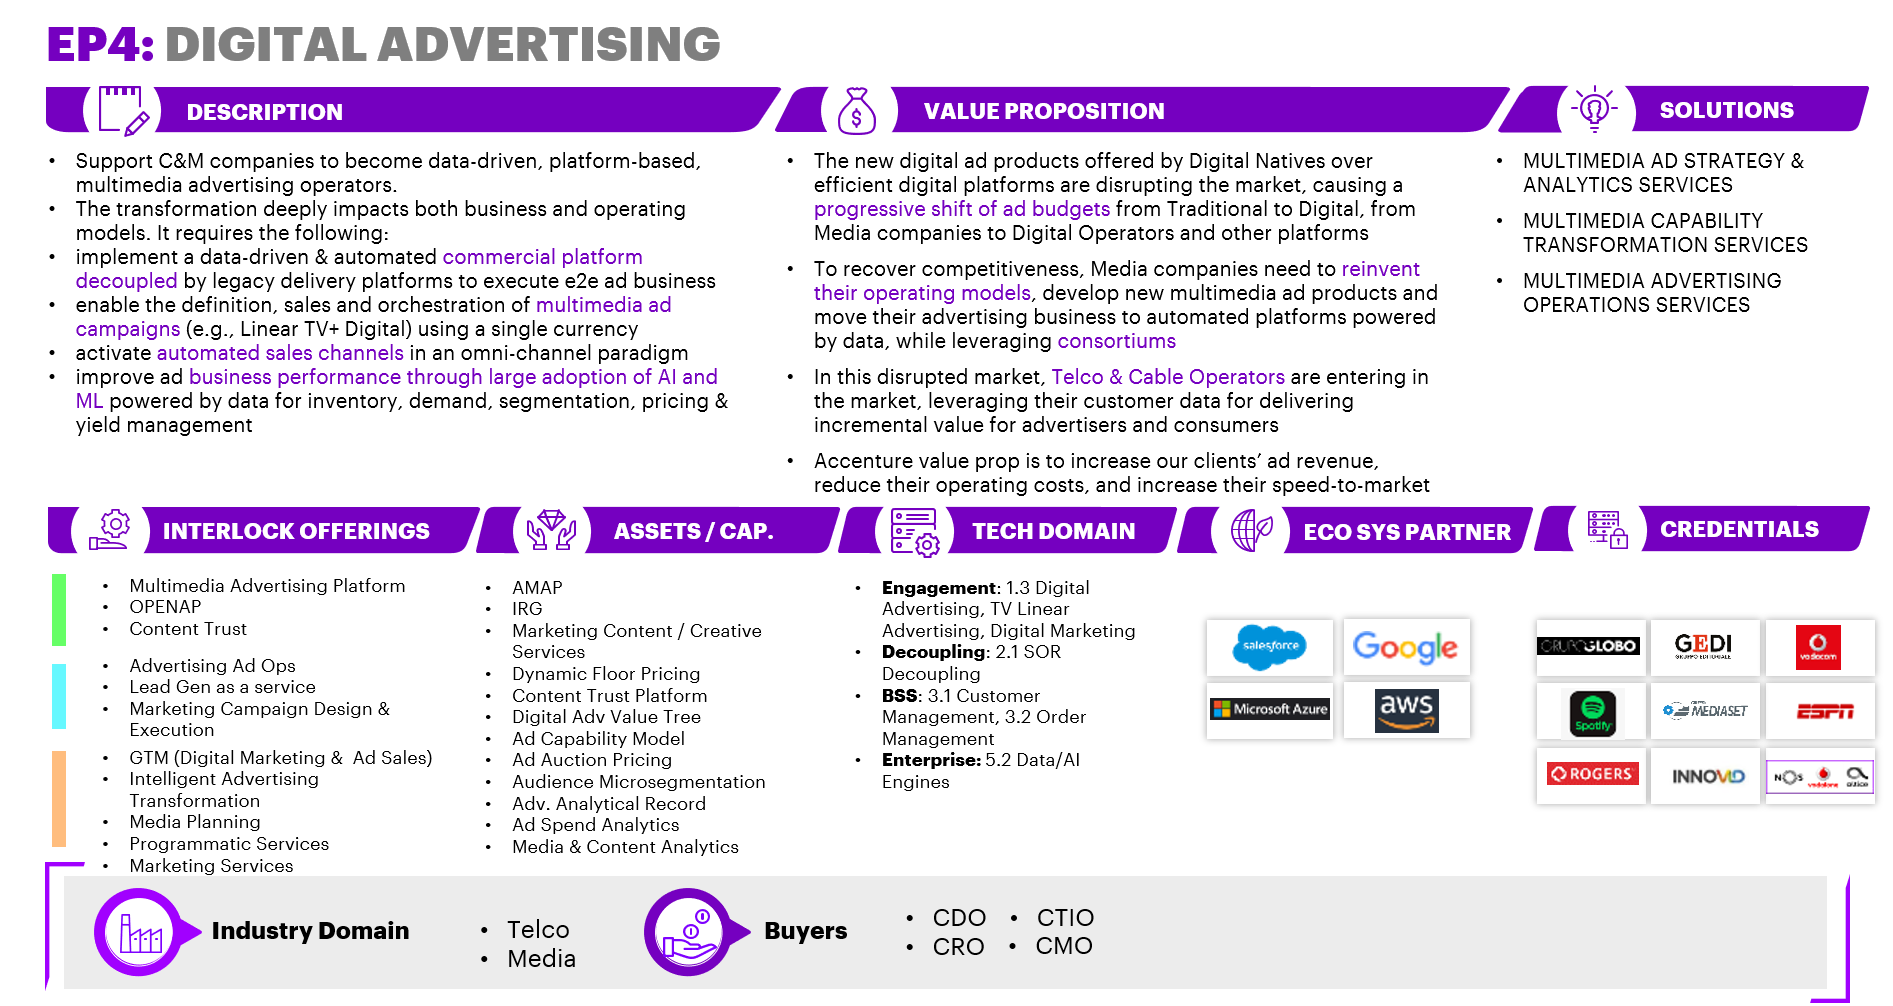 EP4: DIGITAL ADVERTISING
DESCRIPTION
• Support C&M companies to become data-driven, platform-based,
multimedia advertising operators.
• The transformation deeply impacts both business and operating
models. It requires the following:
• implement a data-driven & automated commercial platform
decoupled by legacy delivery platforms to execute e2e ad business
• enable the definition, sales and orchestration of multimedia ad
campaigns (e.g., Linear TV+ Digital) using a single currency
• activate automated sales channels in an omni-channel paradigm
• improve ad business performance through large adoption of AI and
ML powered by data for inventory, demand, segmentation, pricing &
yield management
VALUE PROPOSITION
• The new digital ad products offered by Digital Natives over
efficient digital platforms are disrupting the market, causing a
progressive shift of ad budgets from Traditional to Digital, from
Media companies to Digital Operators and other platforms
• To recover competitiveness, Media companies need to reinvent
their operating models, develop new multimedia ad products and
move their advertising business to automated platforms powered
by data, while leveraging consortiums
• In this disrupted market, Telco & Cable Operators are entering in
the market, leveraging their customer data for delivering
incremental value for advertisers and consumers
• Accenture value prop is to increase our clients’ ad revenue,
reduce their operating costs, and increase their speed-to-market
SOLUTIONS
• MULTIMEDIA AD STRATEGY &
ANALYTICS SERVICES
• MULTIMEDIA CAPABILITY
TRANSFORMATION SERVICES
• MULTIMEDIA ADVERTISING
OPERATIONS SERVICES
INTERLOCK OFFERINGS
• Multimedia Advertising Platform
• OPENAP
• Content Trust
• Advertising Ad Ops
• Lead Gen as a service
• Marketing Campaign Design &
Execution
• GTM (Digital Marketing & Ad Sales)
• Intelligent Advertising
Transformation
• Media Planning
• Programmatic Services
• Marketing Services
ASSETS / CAP.
• AMAP
• IRG
• Marketing Content / Creative
Services
• Dynamic Floor Pricing
• Content Trust Platform
• Digital Adv Value Tree
• Ad Capability Model
• Ad Auction Pricing
• Audience Microsegmentation
• Adv. Analytical Record
• Ad Spend Analytics
• Media & Content Analytics
TECH DOMAIN
• Engagement: 1.3 Digital
Advertising, TV Linear
Advertising, Digital Marketing
• Decoupling: 2.1 SOR
Decoupling
• BSS: 3.1 Customer
Management, 3.2 Order
Management
• Enterprise: 5.2 Data/AI
Engines
ECO SYS PARTNER
salesforce
Google
Microsoft Azure
aws
CREDENTIALS
GRUPOGLOBO
GEDI
GRUPPO EDITORIALE
vodacom
Spotify
MEDIASET
ESPN
ROGERS
INNOVID
NOS
vodafone
altice
Industry Domain
• Telco
• Media
Buyers
• CDO • CTIO
• CRO • CMO